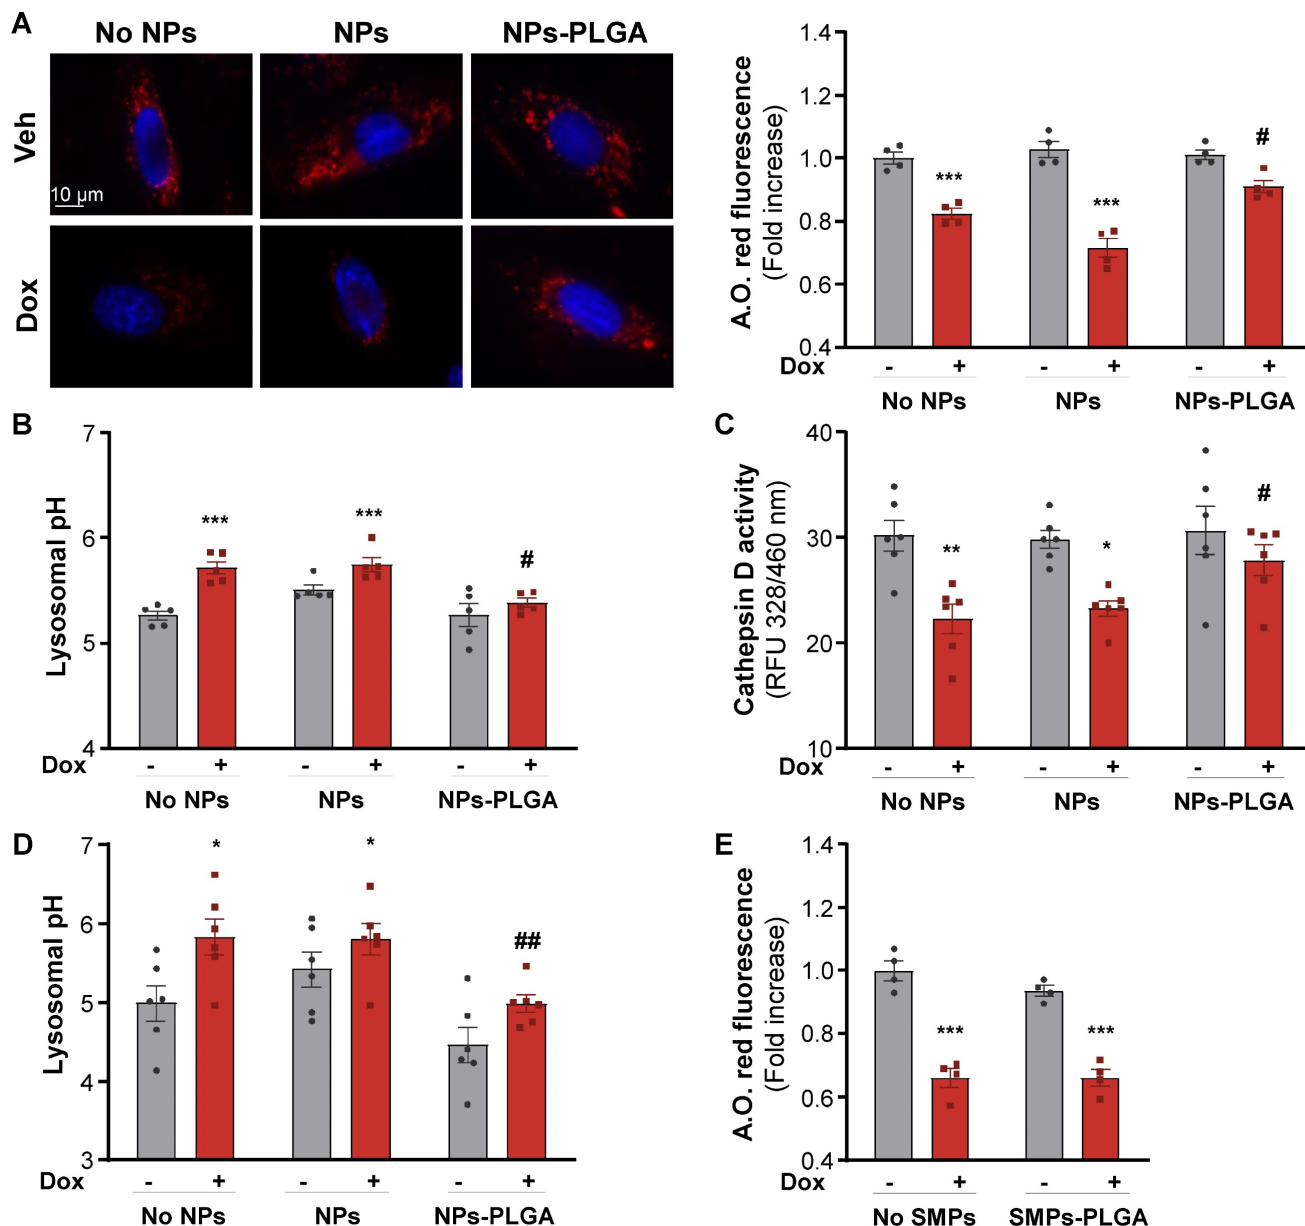 A
No NPs
NPs
NPs-PLGA
Veh
10 µm
Dox
A.O. red fluorescence
(Fold increase)
1.4
1.2
1.0
0.8
0.6
0.4
***
***
#
Dox
- + - + - +
No NPs NPs NPs-PLGA
B
Lysosomal pH
7
6
5
4
***
***
#
Dox
- + - + - +
No NPs NPs NPs-PLGA
C
Cathepsin D activity
(RFU 328/460 nm)
40
30
20
10
**
*
#
Dox
- + - + - +
No NPs NPs NPs-PLGA
D
Lysosomal pH
7
6
5
4
3
*
*
##
Dox
- + - + - +
No NPs NPs NPs-PLGA
E
A.O. red fluorescence
(Fold increase)
1.4
1.2
1.0
0.8
0.6
0.4
***
***
Dox
- + - +
No SMPs SMPs-PLGA